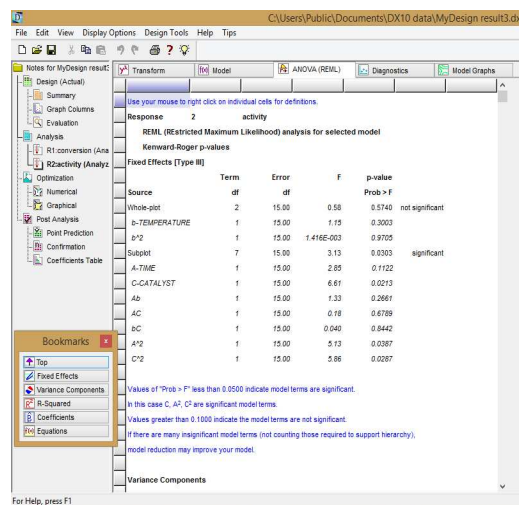 C:\Users\Public\Documents\DX10 data\MyDesign result3.dx
File Edit View Display Options Design Tools Help Tips
Notes for MyDesign result3
Design (Actual)
Summary
Graph Columns
Evaluation
Analysis
R1:conversion (Ana
R2:activity (Analyz
Optimization
Numerical
Graphical
Post Analysis
Point Prediction
Confirmation
Coefficients Table
Bookmarks x
Top
Fixed Effects
Variance Components
R² R-Squared
β Coefficients
f(x) Equations
yλ Transform f(x) Model ANOVA (REML) Diagnostics Model Graphs
Use your mouse to right click on individual cells for definitions.
Response 2 activity
REML (REstricted Maximum Likelihood) analysis for selected model
Kenward-Roger p-values
Fixed Effects [Type III]
Term Error F p-value
Source df df Prob > F
Whole-plot 2 15.00 0.58 0.5740 not significant
b-TEMPERATURE 1 15.00 1.15 0.3003
b^2 1 15.00 1.416E-003 0.9705
Subplot 7 15.00 3.13 0.0303 significant
A-TIME 1 15.00 2.85 0.1122
C-CATALYST 1 15.00 6.61 0.0213
Ab 1 15.00 1.33 0.2661
AC 1 15.00 0.18 0.6789
bC 1 15.00 0.040 0.8442
A^2 1 15.00 5.13 0.0387
C^2 1 15.00 5.86 0.0287
Values of "Prob > F" less than 0.0500 indicate model terms are significant.
In this case C, A², C² are significant model terms.
Values greater than 0.1000 indicate the model terms are not significant.
If there are many insignificant model terms (not counting those required to support hierarchy),
model reduction may improve your model.
Variance Components
For Help, press F1